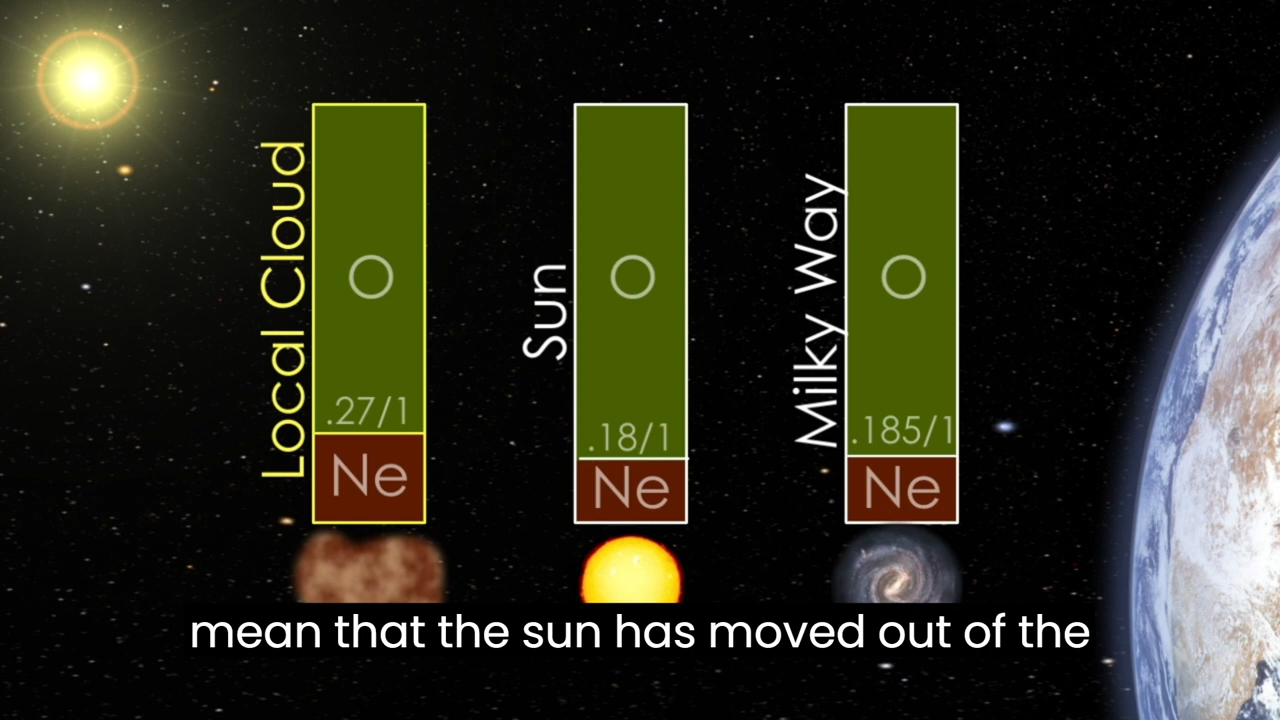 Local Cloud
O
.27/1
Ne
Sun
O
.18/1
Ne
Milky Way
O
.185/1
Ne
mean that the sun has moved out of the